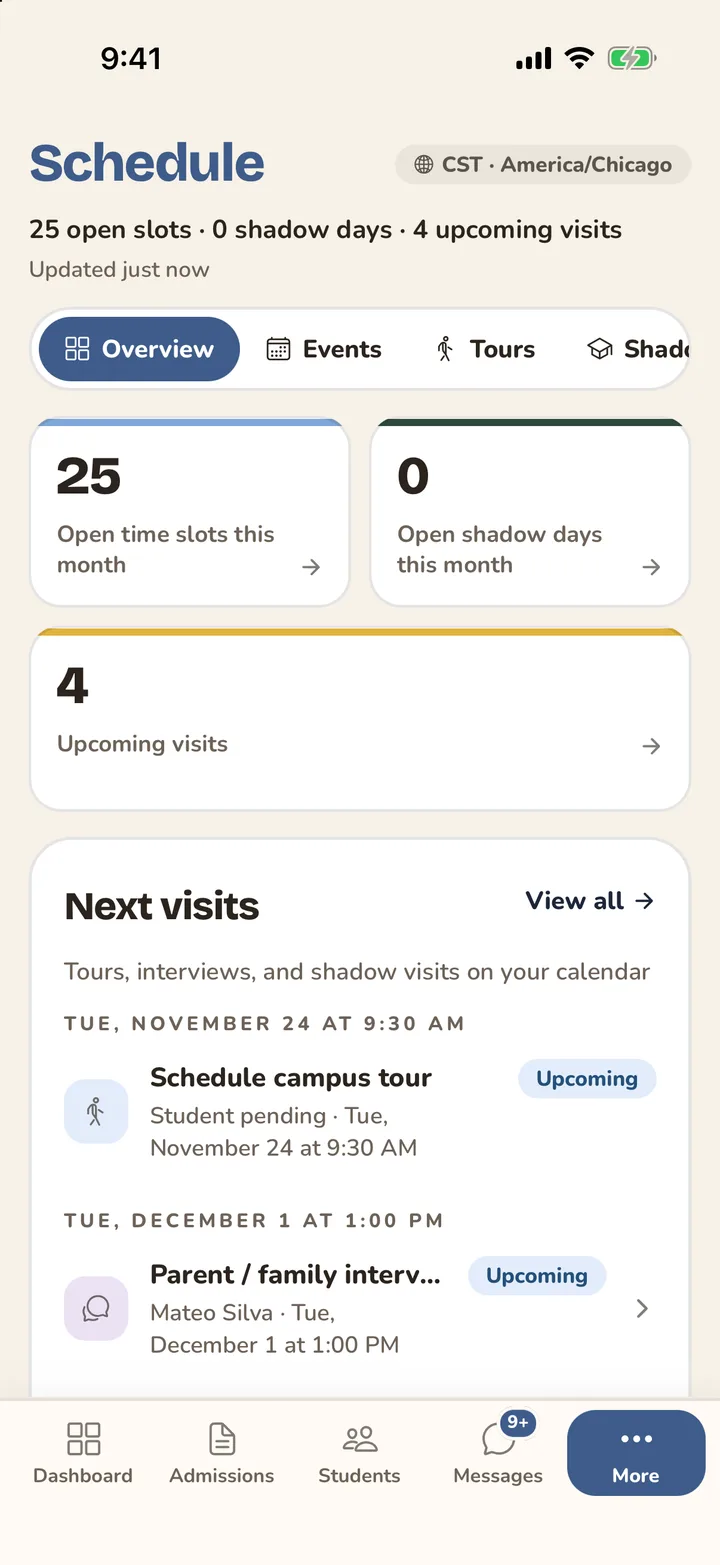 9:41
Schedule
CST · America/Chicago
25 open slots · 0 shadow days · 4 upcoming visits
Updated just now
Overview
Events
Tours
Shado
25
Open time slots this
month
0
Open shadow days
this month
4
Upcoming visits
Next visits
View all
Tours, interviews, and shadow visits on your calendar
TUE, NOVEMBER 24 AT 9:30 AM
Schedule campus tour
Upcoming
Student pending · Tue,
November 24 at 9:30 AM
TUE, DECEMBER 1 AT 1:00 PM
Parent / family interv...
Upcoming
Mateo Silva · Tue,
December 1 at 1:00 PM
Dashboard
Admissions
Students
9+
Messages
More